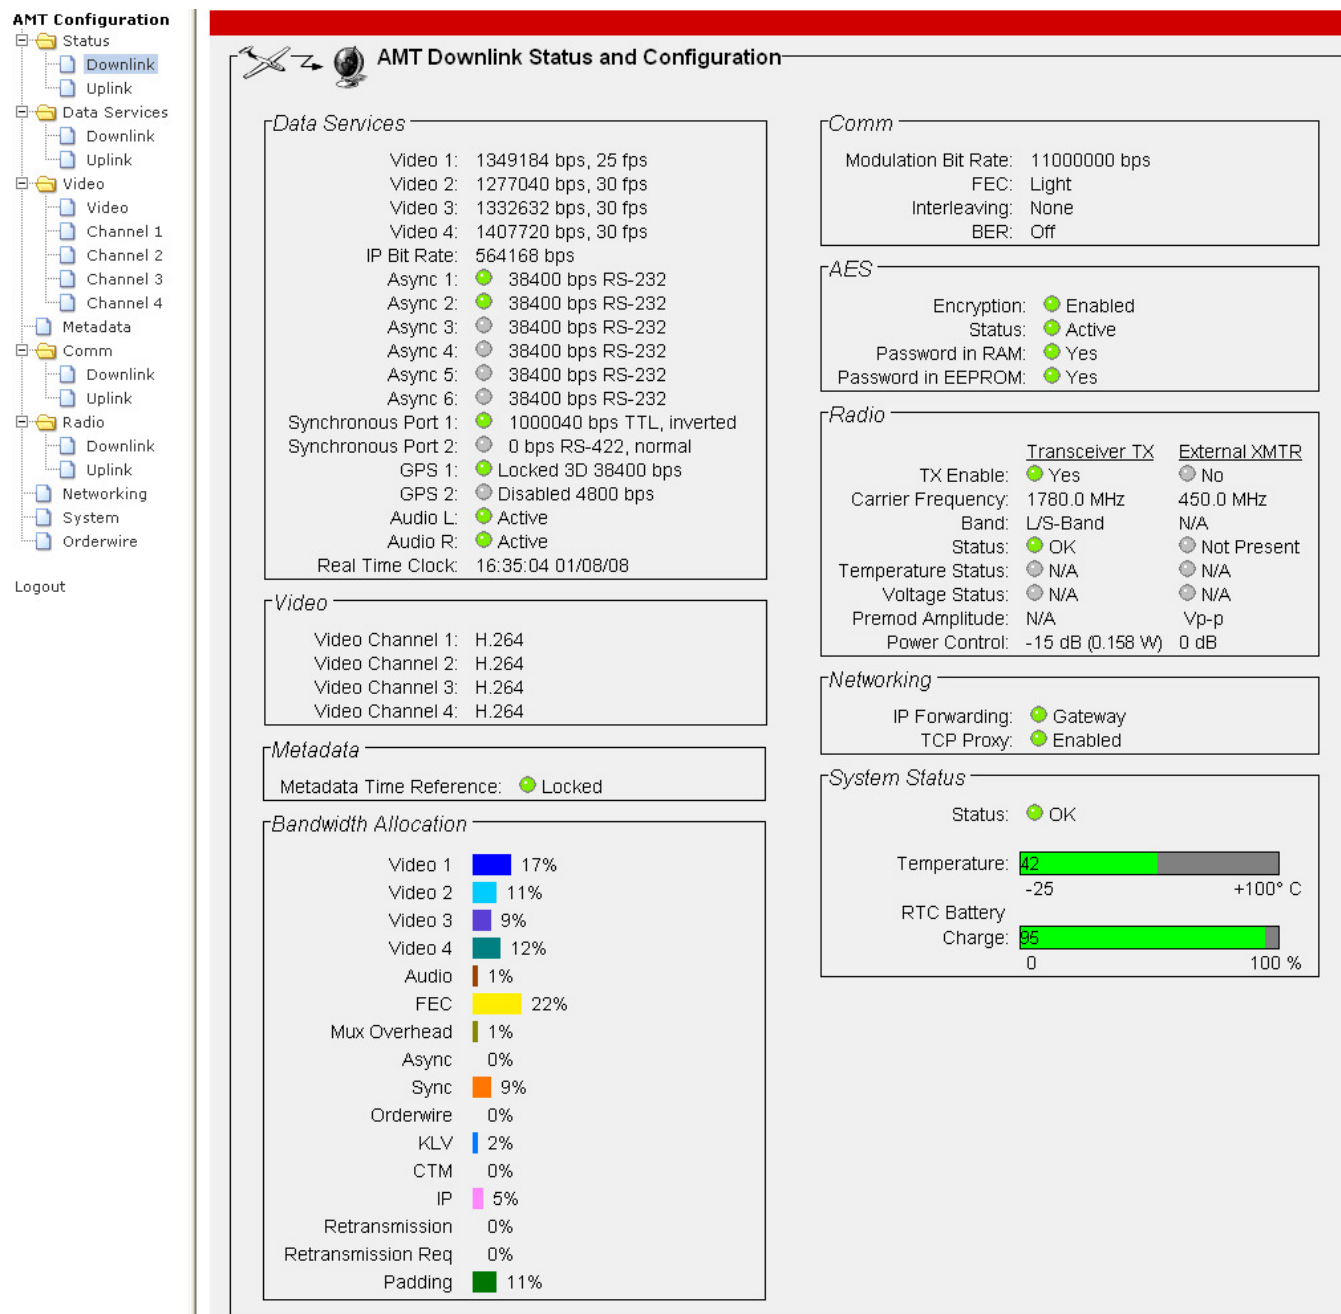 AMT Configuration
Status
Downlink
Uplink
Data Services
Downlink
Uplink
Video
Video
Channel 1
Channel 2
Channel 3
Channel 4
Metadata
Comm
Downlink
Uplink
Radio
Downlink
Uplink
Networking
System
Orderwire
Logout
AMT Downlink Status and Configuration
Data Services
Video 1: 1349184 bps, 25 fps
Video 2: 1277040 bps, 30 fps
Video 3: 1332632 bps, 30 fps
Video 4: 1407720 bps, 30 fps
IP Bit Rate: 564168 bps
Async 1: 38400 bps RS-232
Async 2: 38400 bps RS-232
Async 3: 38400 bps RS-232
Async 4: 38400 bps RS-232
Async 5: 38400 bps RS-232
Async 6: 38400 bps RS-232
Synchronous Port 1: 1000040 bps TTL, inverted
Synchronous Port 2: 0 bps RS-422, normal
GPS 1: Locked 3D 38400 bps
GPS 2: Disabled 4800 bps
Audio L: Active
Audio R: Active
Real Time Clock: 16:35:04 01/08/08
Video
Video Channel 1: H.264
Video Channel 2: H.264
Video Channel 3: H.264
Video Channel 4: H.264
Metadata
Metadata Time Reference: Locked
Bandwidth Allocation
Video 1 17%
Video 2 11%
Video 3 9%
Video 4 12%
Audio 1%
FEC 22%
Mux Overhead 1%
Async 0%
Sync 9%
Orderwire 0%
KLV 2%
CTM 0%
IP 5%
Retransmission 0%
Retransmission Req 0%
Padding 11%
Comm
Modulation Bit Rate: 11000000 bps
FEC: Light
Interleaving: None
BER: Off
AES
Encryption: Enabled
Status: Active
Password in RAM: Yes
Password in EEPROM: Yes
Radio
Transceiver TX External XMTR
TX Enable: Yes No
Carrier Frequency: 1780.0 MHz 450.0 MHz
Band: L/S-Band N/A
Status: OK Not Present
Temperature Status: N/A N/A
Voltage Status: N/A N/A
Premod Amplitude: N/A Vp-p
Power Control: -15 dB (0.158 W) 0 dB
Networking
IP Forwarding: Gateway
TCP Proxy: Enabled
System Status
Status: OK
Temperature: 42
-25 +100° C
RTC Battery
Charge: 95
0 100 %